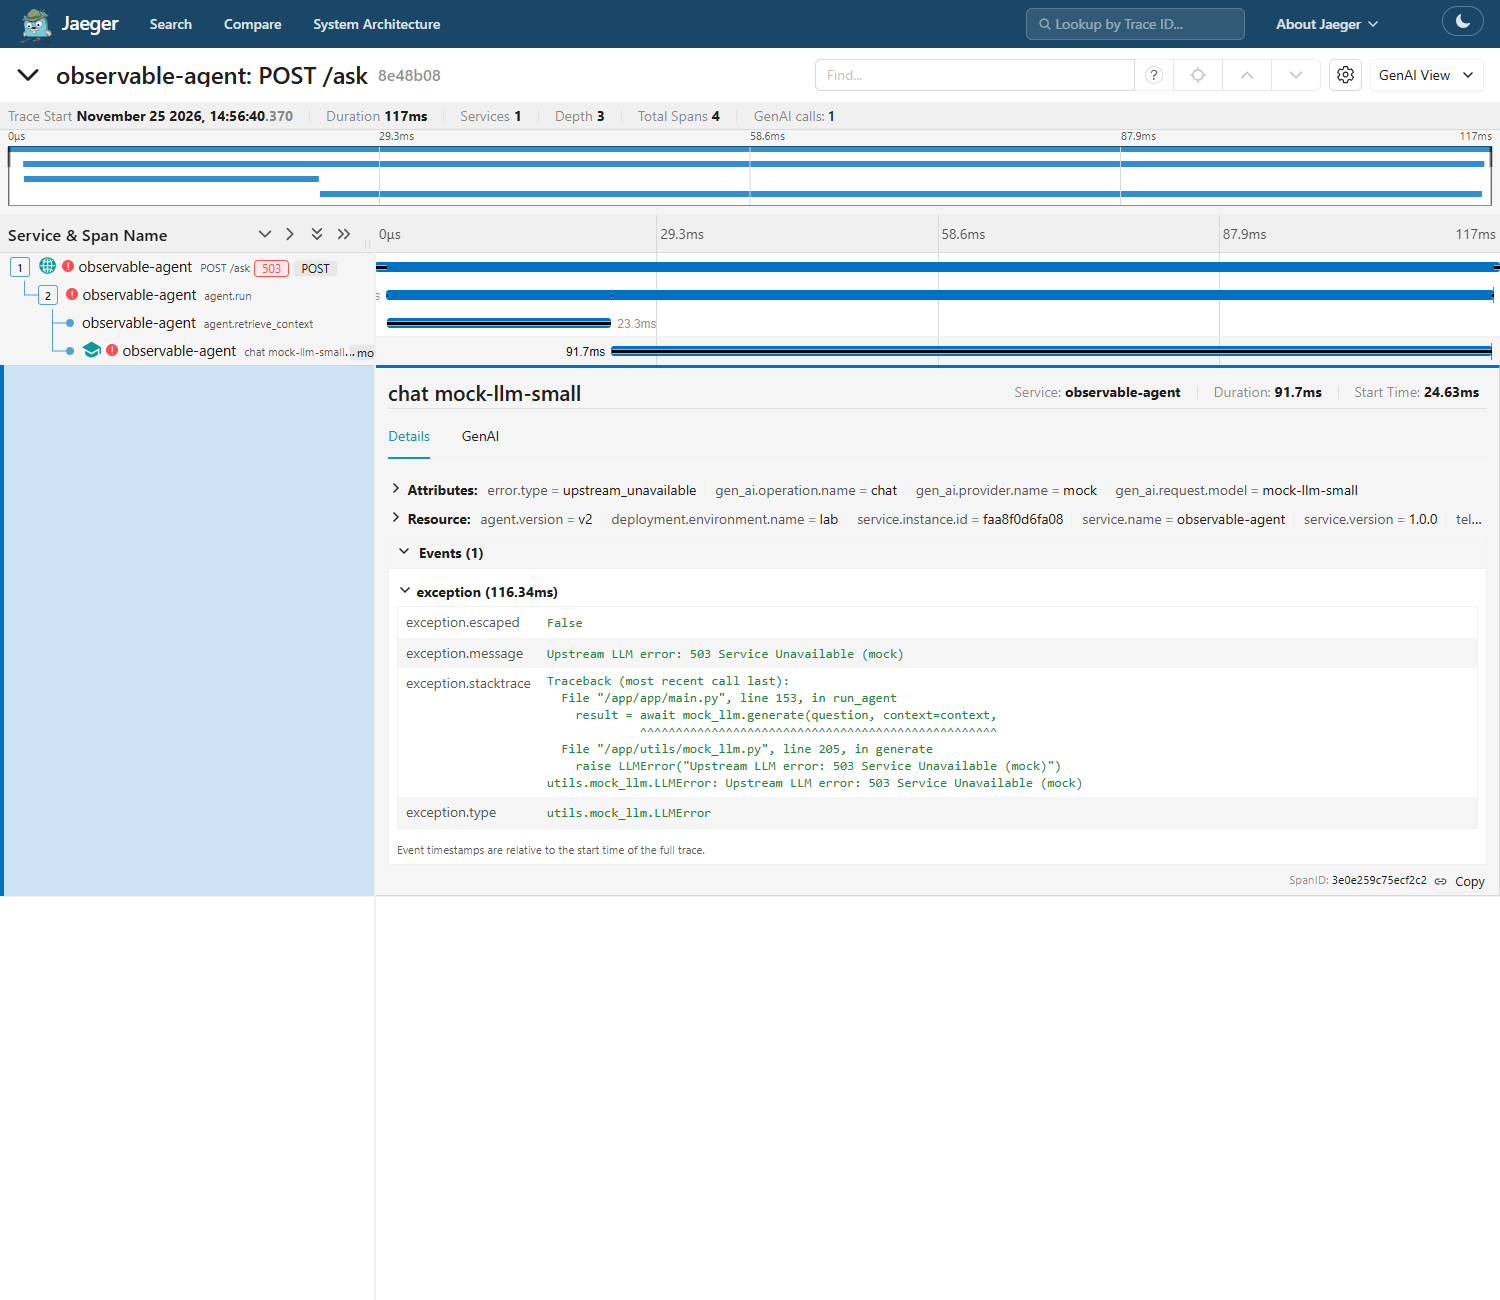 Jaeger Search Compare System Architecture Lookup by Trace ID... About Jaeger
observable-agent: POST /ask 8e48b08 Find... ? GenAI View
Trace Start November 25 2026, 14:56:40.370 Duration 117ms Services 1 Depth 3 Total Spans 4 GenAI calls: 1
0μs 29.3ms 58.6ms 87.9ms 117ms
Service & Span Name 0μs 29.3ms 58.6ms 87.9ms 117ms
1 observable-agent POST /ask 503 POST
2 observable-agent agent.run s
observable-agent agent.retrieve_context 23.3ms
observable-agent chat mock-llm-small... mo 91.7ms
chat mock-llm-small Service: observable-agent Duration: 91.7ms Start Time: 24.63ms
Details GenAI
Attributes: error.type = upstream_unavailable gen_ai.operation.name = chat gen_ai.provider.name = mock gen_ai.request.model = mock-llm-small
Resource: agent.version = v2 deployment.environment.name = lab service.instance.id = faa8f0d6fa08 service.name = observable-agent service.version = 1.0.0 tel...
Events (1)
exception (116.34ms)
exception.escaped False
exception.message Upstream LLM error: 503 Service Unavailable (mock)
exception.stacktrace Traceback (most recent call last):
File "/app/app/main.py", line 153, in run_agent
result = await mock_llm.generate(question, context=context,
^^^^^^^^^^^^^^^^^^^^^^^^^^^^^^^^^^^^^^^^^^^^^^^^^^
File "/app/utils/mock_llm.py", line 205, in generate
raise LLMError("Upstream LLM error: 503 Service Unavailable (mock)")
utils.mock_llm.LLMError: Upstream LLM error: 503 Service Unavailable (mock)
exception.type utils.mock_llm.LLMError
Event timestamps are relative to the start time of the full trace.
SpanID: 3e0e259c75ecf2c2 Copy